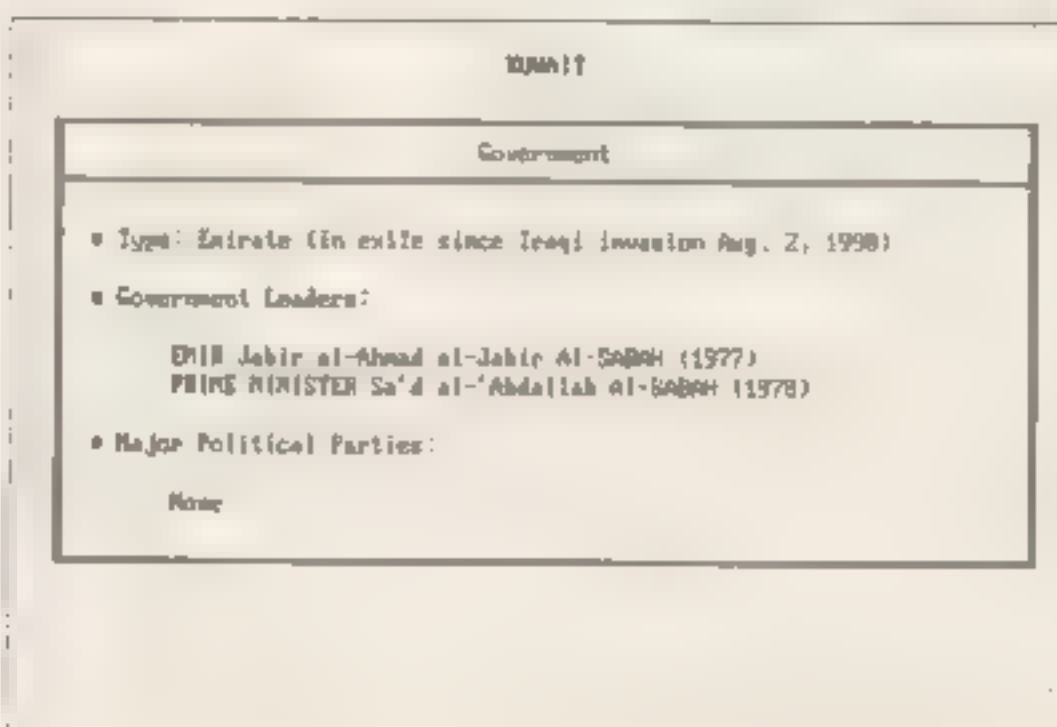 KUWAIT
Government
■ Type: Emirate (in exile since Iraqi invasion Aug. 2, 1990)
■ Government Leaders:
EMIR Jabir al-Ahmad al-Jabir Al-SABAH (1977)
PRIME MINISTER Sa'd al-'Abdallah Al-SABAH (1978)
■ Major Political Parties:
None